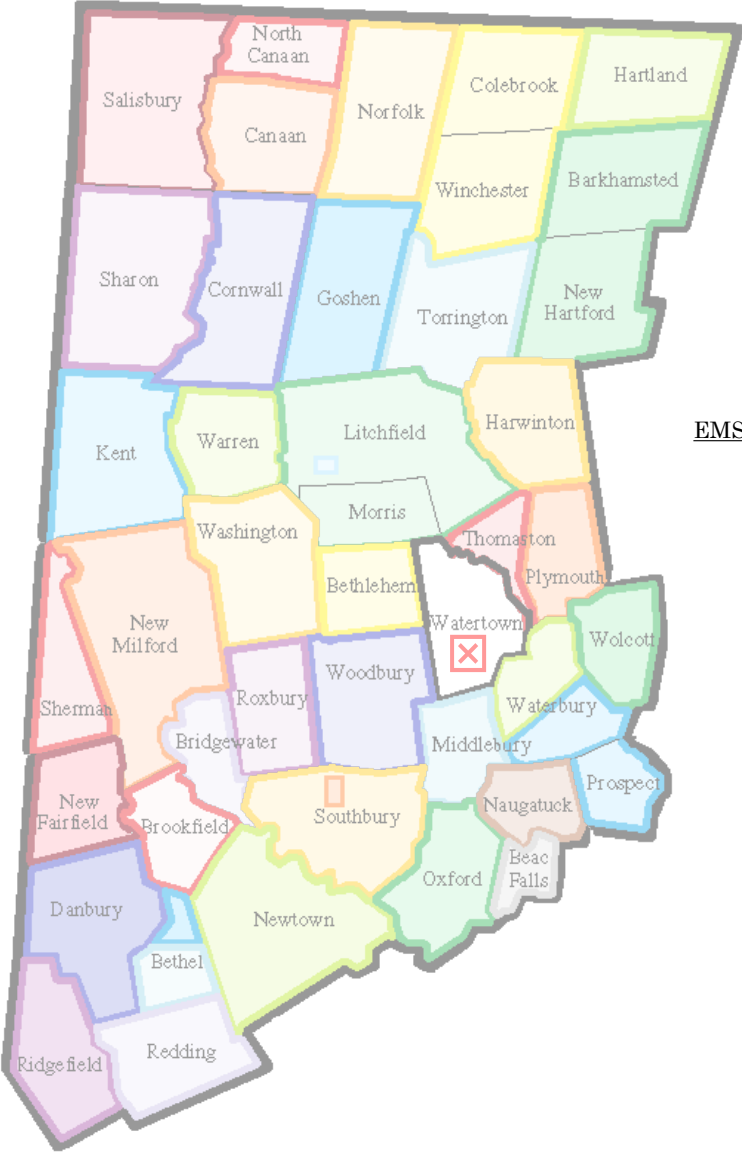 North
Canaan
Salisbury
Canaan
Norfolk
Colebrook
Hartland
Winchester
Barkhamsted
Sharon
Cornwall
Goshen
Torrington
New
Hartford
Kent
Warren
Litchfield
Harwinton
EMS
Washington
Morris
Thomaston
Bethlehem
Plymouth
New
Milford
Watertown
Wolcott
Sherman
Roxbury
Woodbury
Waterbury
Bridgewater
Middlebury
Prospect
New
Fairfield
Brookfield
Southbury
Naugatuck
Beac
Falls
Oxford
Danbury
Newtown
Bethel
Redding
Ridgefield